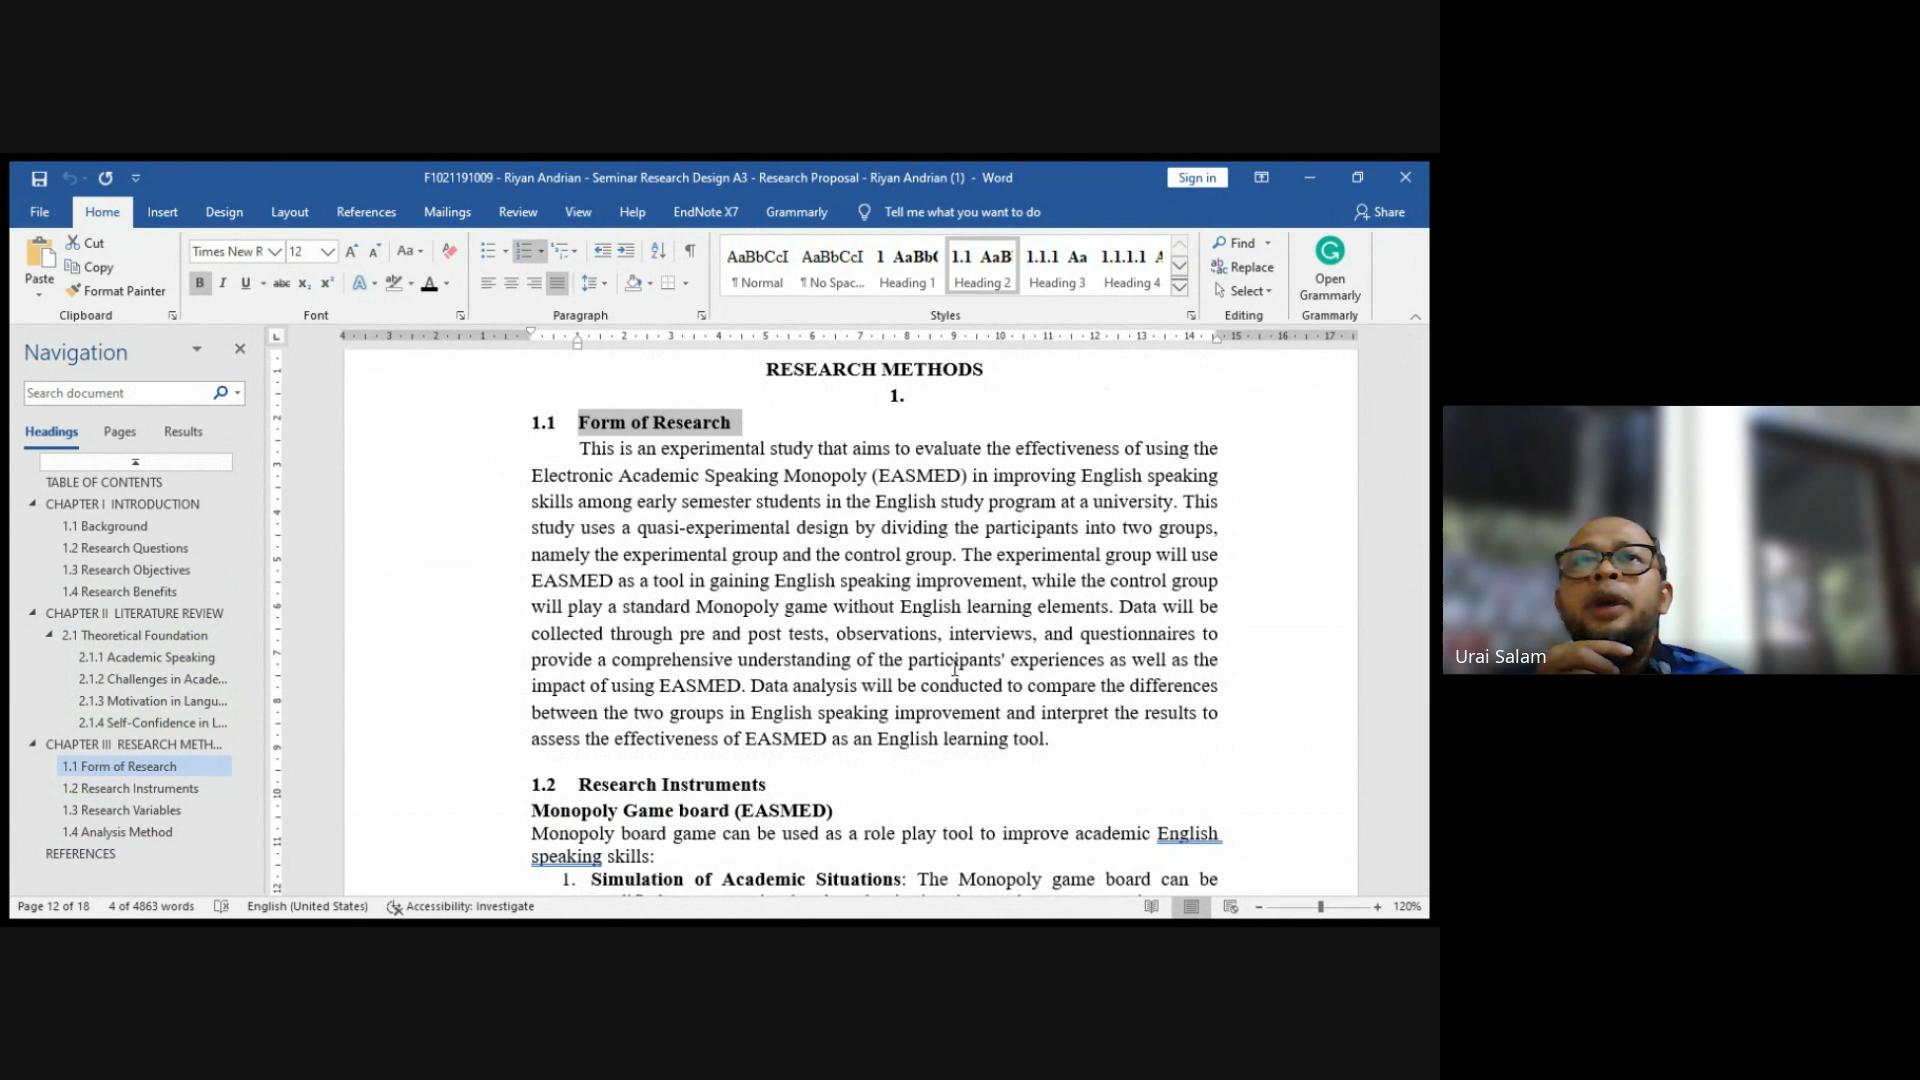 F1021191009 - Riyan Andrian - Seminar Research Design A3 - Research Proposal - Riyan Andrian (1) - Word
Sign in
File Home Insert Design Layout References Mailings Review View Help EndNote X7 Grammarly Tell me what you want to do Share
Paste
Cut
Copy
Format Painter
Clipboard
Times New R 12
Font
Paragraph
AaBbCcI AaBbCcI 1 AaBb( 1.1 AaB 1.1.1 Aa 1.1.1.1 A
¶ Normal ¶ No Spac... Heading 1 Heading 2 Heading 3 Heading 4
Styles
Find
Replace
Select
Editing
Open
Grammarly
Grammarly
Navigation
Search document
Headings Pages Results
TABLE OF CONTENTS
CHAPTER I INTRODUCTION
1.1 Background
1.2 Research Questions
1.3 Research Objectives
1.4 Research Benefits
CHAPTER II LITERATURE REVIEW
2.1 Theoretical Foundation
2.1.1 Academic Speaking
2.1.2 Challenges in Acade...
2.1.3 Motivation in Langu...
2.1.4 Self-Confidence in L...
CHAPTER III RESEARCH METH...
1.1 Form of Research
1.2 Research Instruments
1.3 Research Variables
1.4 Analysis Method
REFERENCES
RESEARCH METHODS
1.
1.1 Form of Research
This is an experimental study that aims to evaluate the effectiveness of using the
Electronic Academic Speaking Monopoly (EASMED) in improving English speaking
skills among early semester students in the English study program at a university. This
study uses a quasi-experimental design by dividing the participants into two groups,
namely the experimental group and the control group. The experimental group will use
EASMED as a tool in gaining English speaking improvement, while the control group
will play a standard Monopoly game without English learning elements. Data will be
collected through pre and post tests, observations, interviews, and questionnaires to
provide a comprehensive understanding of the participants' experiences as well as the
impact of using EASMED. Data analysis will be conducted to compare the differences
between the two groups in English speaking improvement and interpret the results to
assess the effectiveness of EASMED as an English learning tool.
1.2 Research Instruments
Monopoly Game board (EASMED)
Monopoly board game can be used as a role play tool to improve academic English
speaking skills:
1. Simulation of Academic Situations: The Monopoly game board can be
Page 12 of 18 4 of 4863 words English (United States) Accessibility: Investigate 120%
Urai Salam